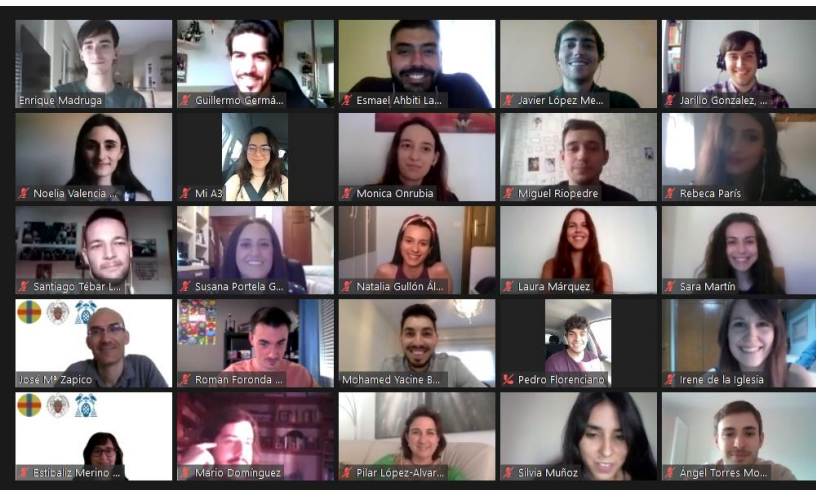 Enrique Madruga
Guillermo Germá...
Esmael Ahbiti La...
Javier López Me...
Jarillo Gonzalez, ...
Noelia Valencia ...
Mi A3
Monica Onrubia
Miguel Riopedre
Rebeca París
Santiago Tébar L...
Susana Portela G...
Natalia Gullón Ál...
Laura Márquez
Sara Martín
José Mª Zapico
Roman Foronda ...
Mohamed Yacine B...
Pedro Florenciano
Irene de la Iglesia
Estibaliz Merino ...
Mario Domínguez
Pilar López-Alvar...
Silvia Muñoz
Ángel Torres Mo...